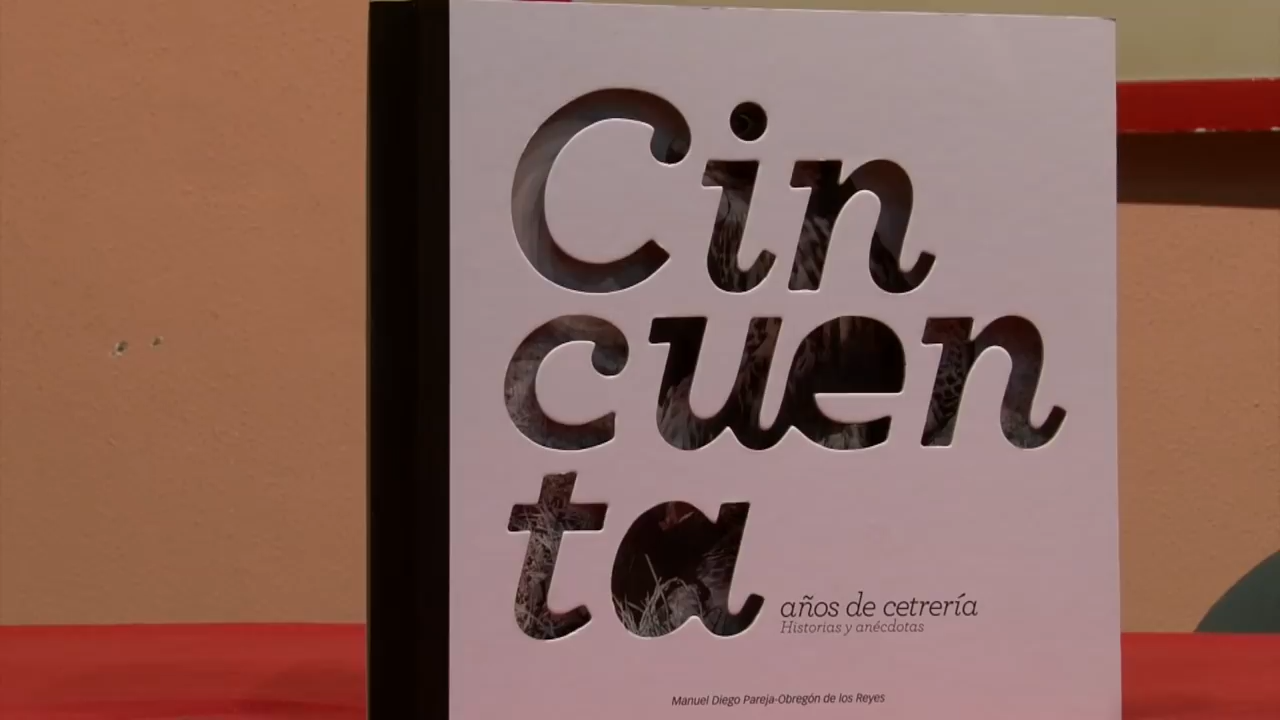 Cin
cuen
ta
años de cetrería
Historias y anécdotas
Manuel Diego Pareja-Obregón de los Reyes